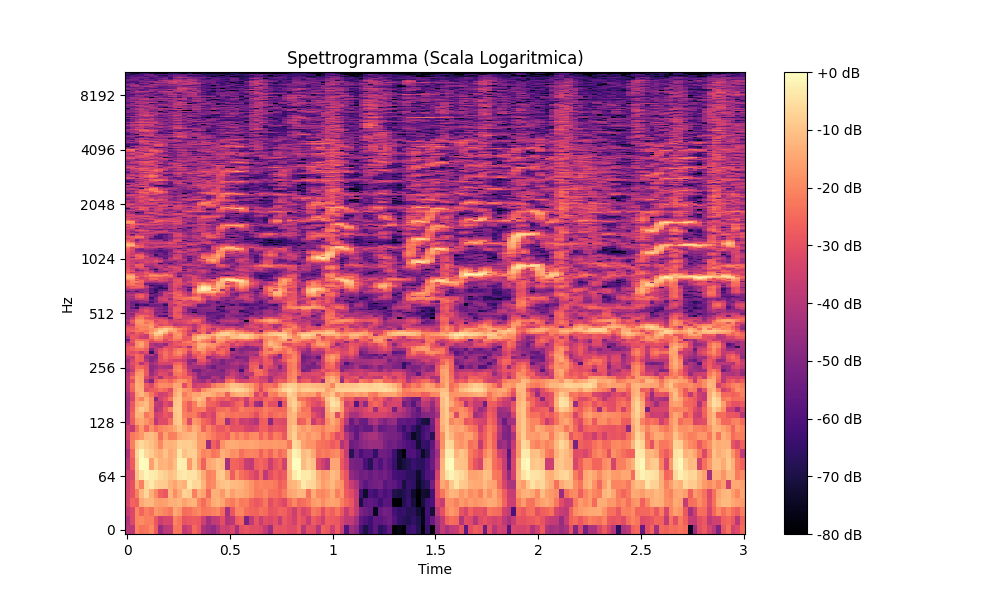 Spettrogramma (Scala Logaritmica)
8192
4096
2048
1024
512
256
128
64
0
Hz
0
0.5
1
1.5
2
2.5
3
Time
+0 dB
-10 dB
-20 dB
-30 dB
-40 dB
-50 dB
-60 dB
-70 dB
-80 dB